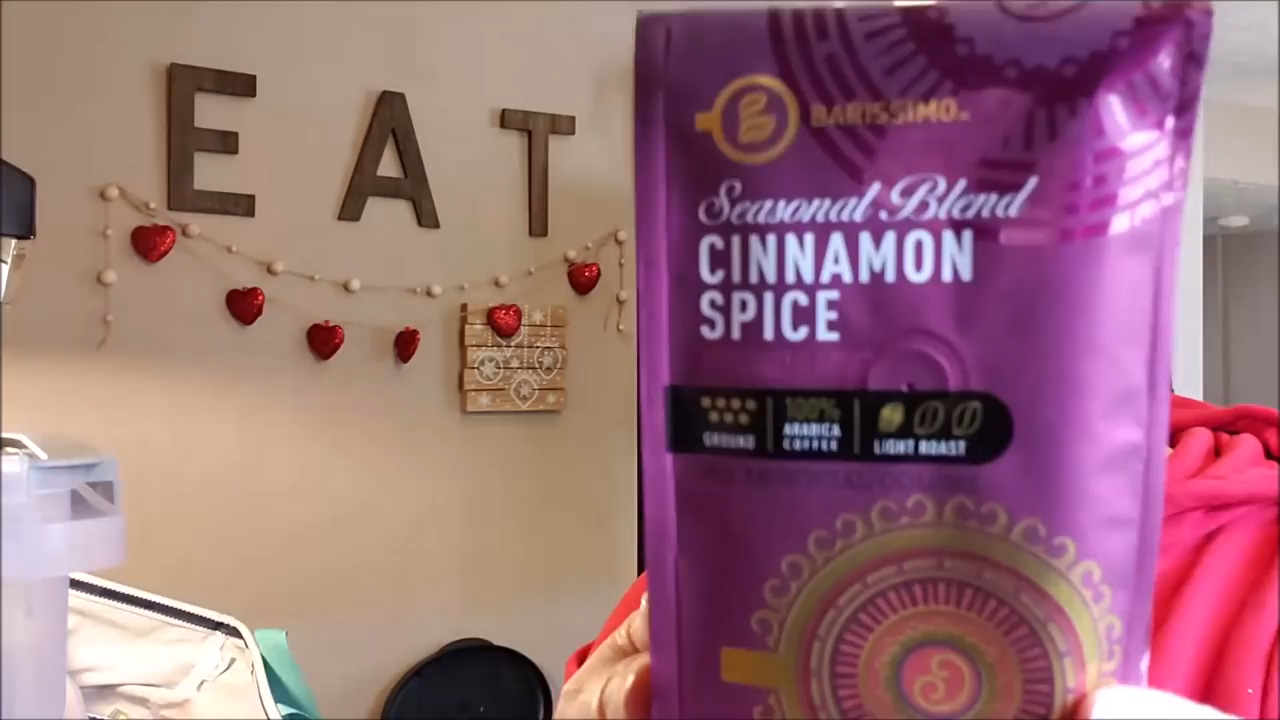 EAT
BARISSIMO
Seasonal Blend
CINNAMON
SPICE
GROUND
100%
ARABICA
COFFEE
LIGHT ROAST